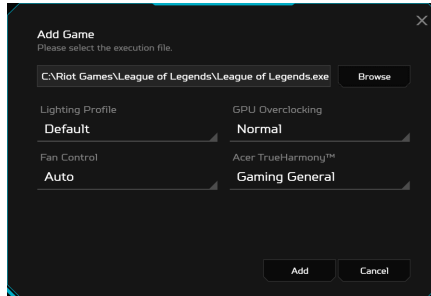 Add Game
Please select the execution file.
C:\Riot Games\League of Legends\League of Legends.exe Browse
Lighting Profile GPU Overclocking
Default Normal
Fan Control Acer TrueHarmony™
Auto Gaming General
Add Cancel